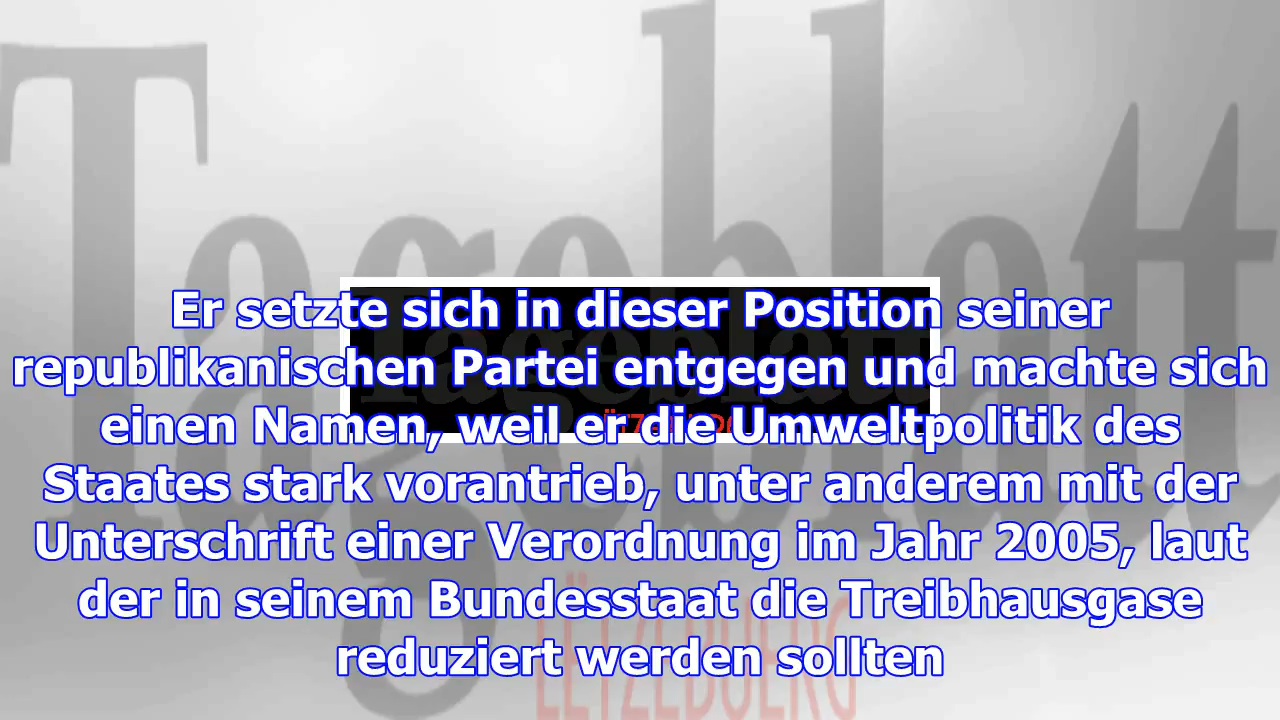 Tageblatt
LËTZEBUERG
Er setzte sich in dieser Position seiner
republikanischen Partei entgegen und machte sich
einen Namen, weil er die Umweltpolitik des
Staates stark vorantrieb, unter anderem mit der
Unterschrift einer Verordnung im Jahr 2005, laut
der in seinem Bundesstaat die Treibhausgase
reduziert werden sollten